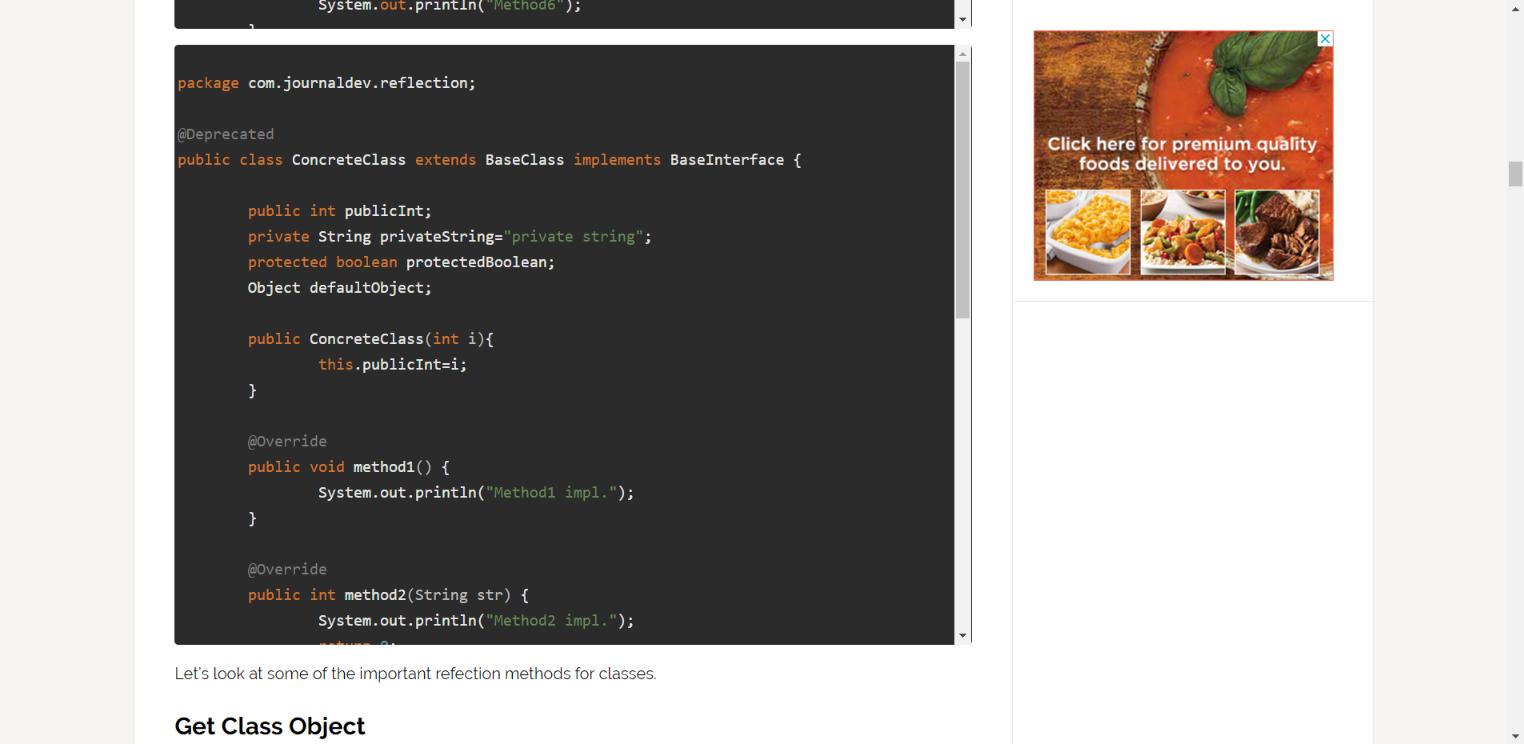 System.out.println("Method6");
}
package com.journaldev.reflection;
@Deprecated
public class ConcreteClass extends BaseClass implements BaseInterface {
public int publicInt;
private String privateString="private string";
protected boolean protectedBoolean;
Object defaultObject;
public ConcreteClass(int i){
this.publicInt=i;
}
@Override
public void method1() {
System.out.println("Method1 impl.");
}
@Override
public int method2(String str) {
System.out.println("Method2 impl.");
return 0;
Let's look at some of the important refection methods for classes.
Get Class Object
Click here for premium quality
foods delivered to you.